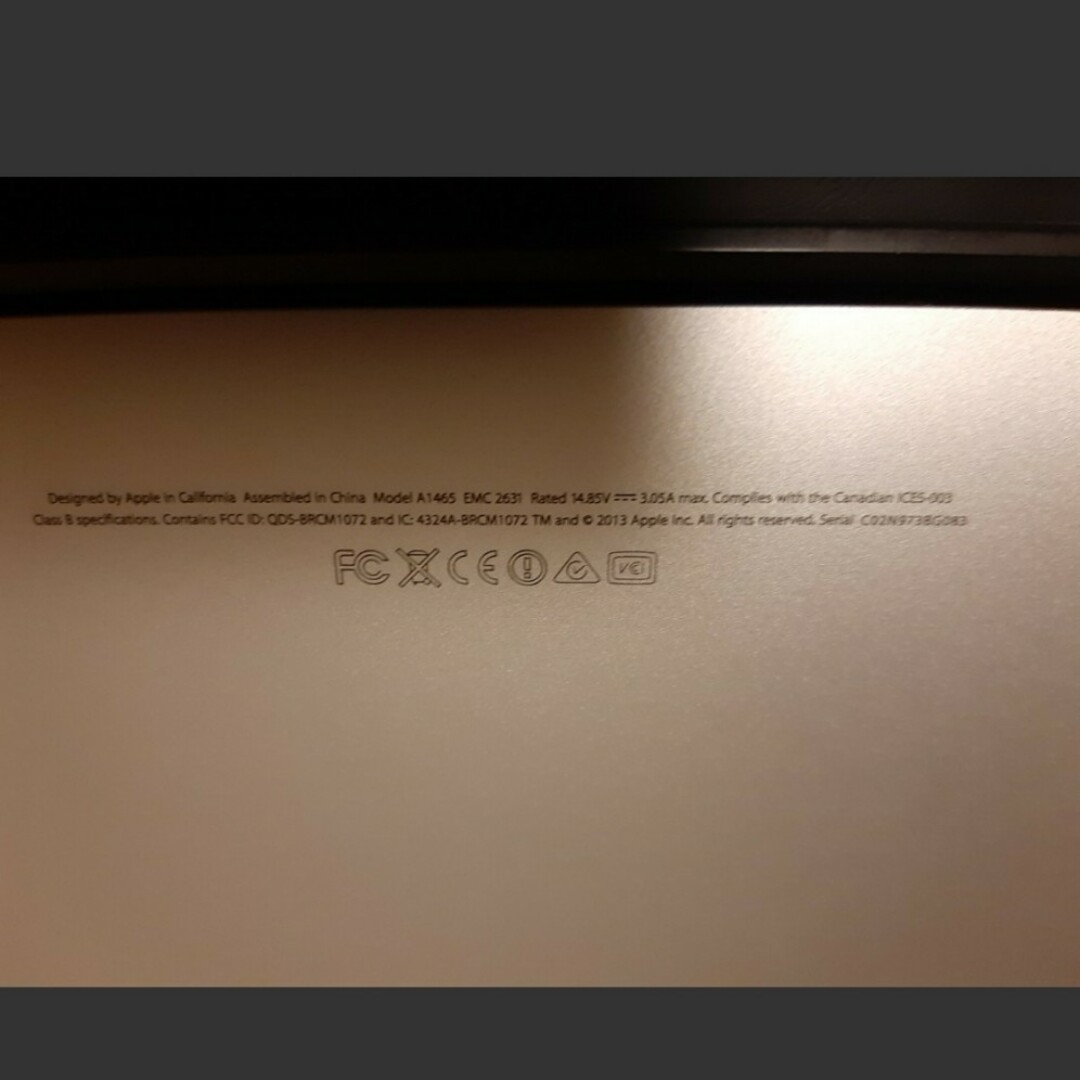 Designed by Apple in California Assembled in China Model A1465 EMC 2631 Rated 14.85V ⎓ 3.05A max. Complies with the Canadian ICES-003
Class B specifications. Contains FCC ID: QDS-BRCM1072 and IC: 4324A-BRCM1072 TM and © 2013 Apple Inc. All rights reserved. Serial C02N973BG083
FC CE VCI